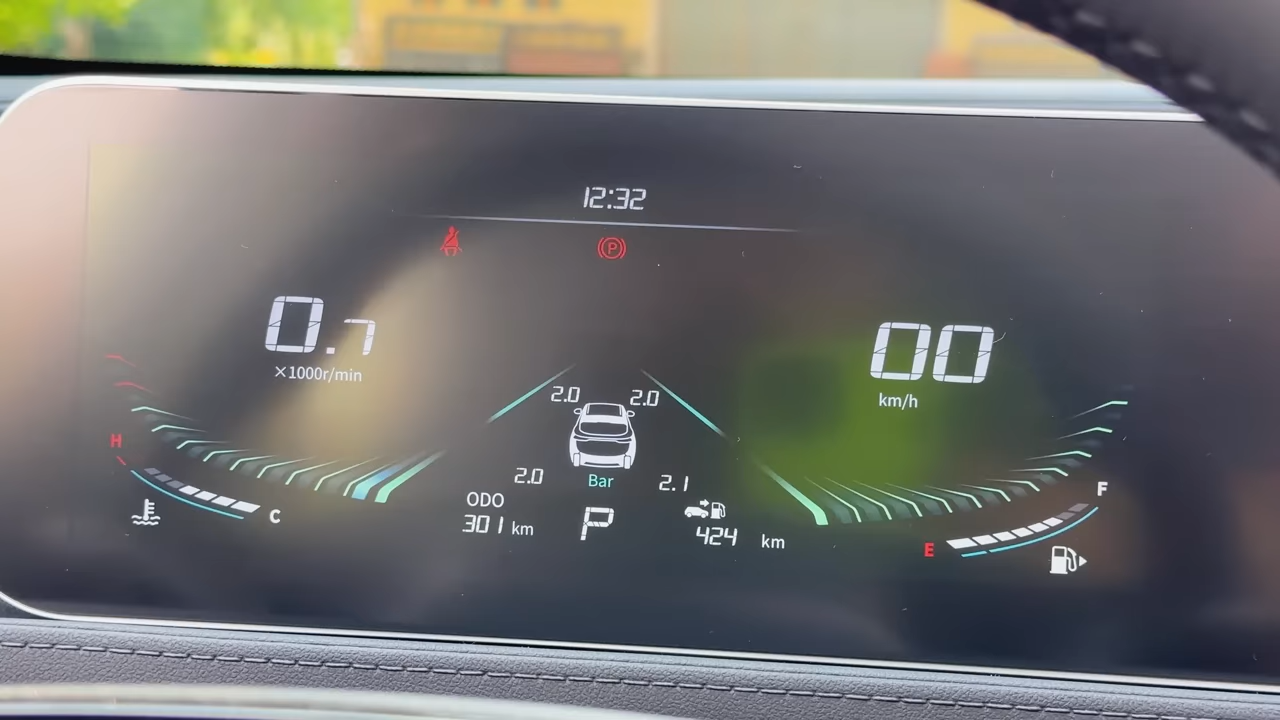 12:32
P
0.7
×1000r/min
00
km/h
2.0 2.0
H
C
2.0 Bar 2.1
ODO
301 km
P
424 km
F
E